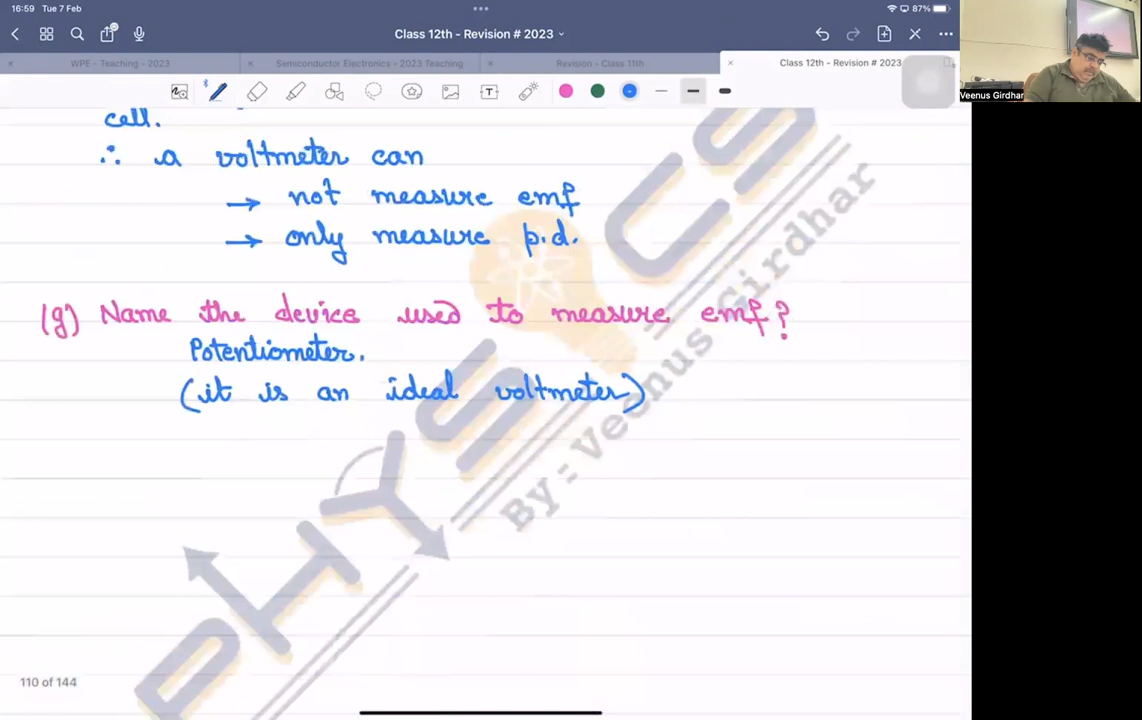 16:59 Tue 7 Feb
87%
Class 12th - Revision # 2023
WPE - Teaching - 2023
Semiconductor Electronics - 2023 Teaching
Revision - Class 11th
Class 12th - Revision # 2023
Veenus Girdhar
cell.
∴ a voltmeter can
→ not measure emf
→ only measure p.d.
(g) Name the device used to measure emf?
Potentiometer.
(it is an ideal voltmeter)
PHYSICS
By: Veenus Girdhar
110 of 144